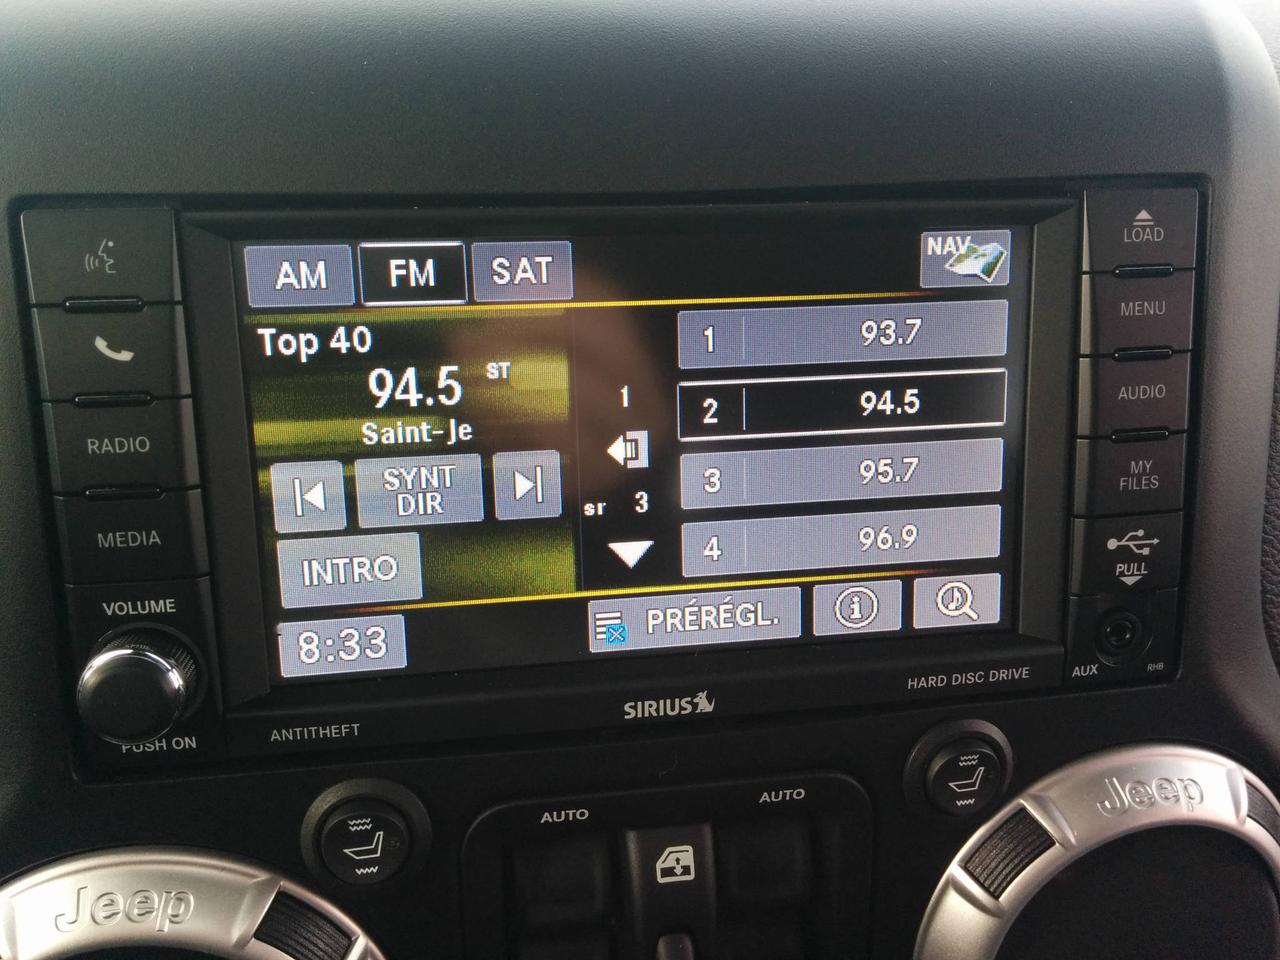 AM FM SAT NAV
Top 40
94.5 ST
Saint-Je
SYNT
DIR
INTRO
8:33
1
sr 3
1 93.7
2 94.5
3 95.7
4 96.9
PRÉRÉGL.
RADIO
MEDIA
VOLUME
PUSH ON
LOAD
MENU
AUDIO
MY
FILES
PULL
AUX
RHB
ANTITHEFT
SIRIUS
HARD DISC DRIVE
AUTO
AUTO
Jeep
Jeep